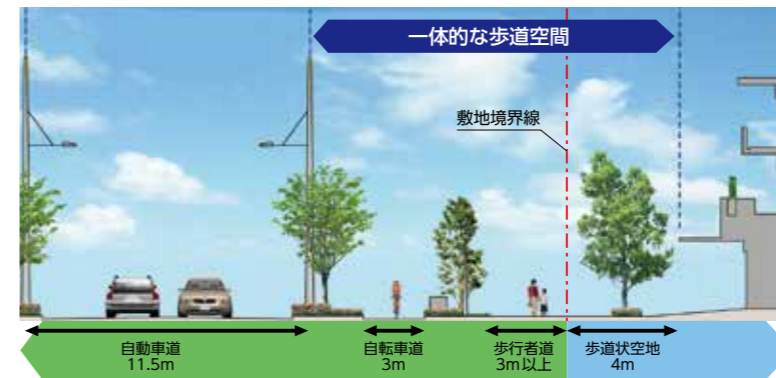 一体的な歩道空間
敷地境界線
自動車道
11.5m
自転車道
3m
歩行者道
3m以上
歩道状空地
4m